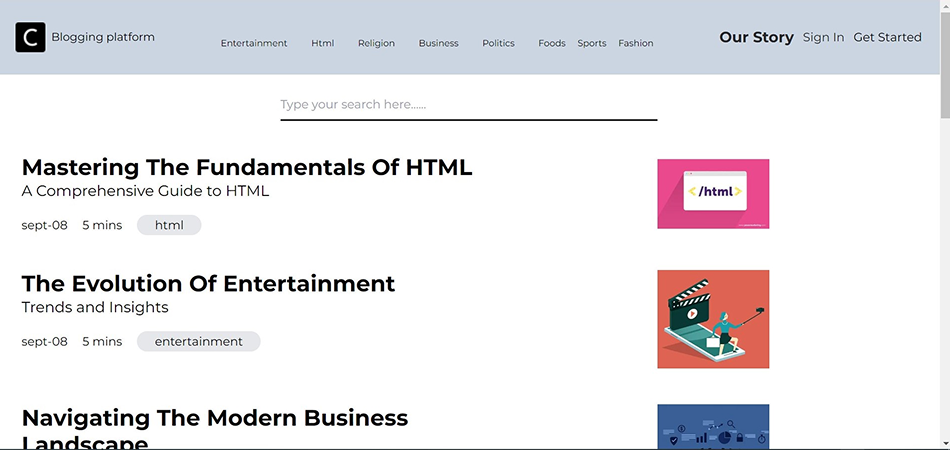 C Blogging platform
Entertainment Html Religion Business Politics Foods Sports Fashion
Our Story Sign In Get Started
Type your search here......
Mastering The Fundamentals Of HTML
A Comprehensive Guide to HTML
sept-08 5 mins html
</html>
The Evolution Of Entertainment
Trends and Insights
sept-08 5 mins entertainment
Navigating The Modern Business
Landscape